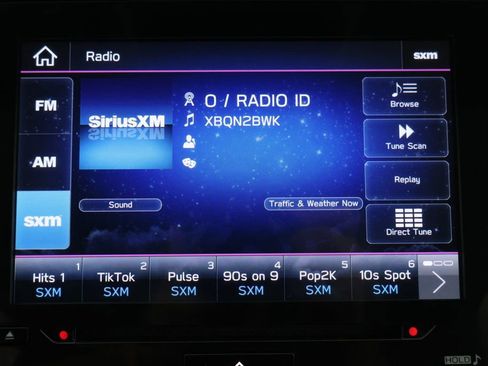 Radio
sxm
FM
AM
sxm
SiriusXM
0 / RADIO ID
XBQN2BWK
Browse
Tune Scan
Replay
Direct Tune
Sound
Traffic & Weather Now
1
Hits 1
SXM
2
TikTok
SXM
3
Pulse
SXM
4
90s on 9
SXM
5
Pop2K
SXM
6
10s Spot
SXM
HOLD